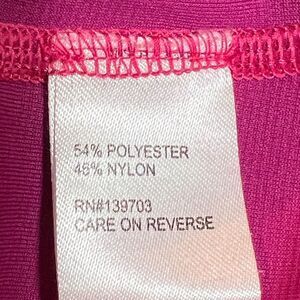 54% POLYESTER
46% NYLON
RN#139703
CARE ON REVERSE